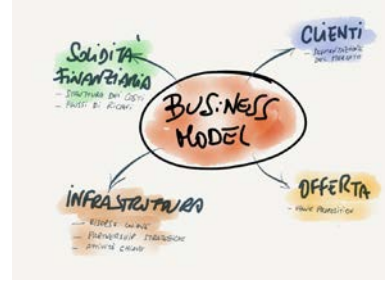 SOLIDITÀ
FINANZIARIA
- STRUTTURA DEI COSTI
- FLUSSI DI RICAVI
CLIENTI
- SEGMENTAZIONE
DEL MERCATO
BUSINESS
MODEL
INFRASTRUTTURA
- RISORSE CHIAVE
- PARTNERSHIP STRATEGICHE
- ATTIVITÀ CHIAVE
OFFERTA
- VALUE PROPOSITION